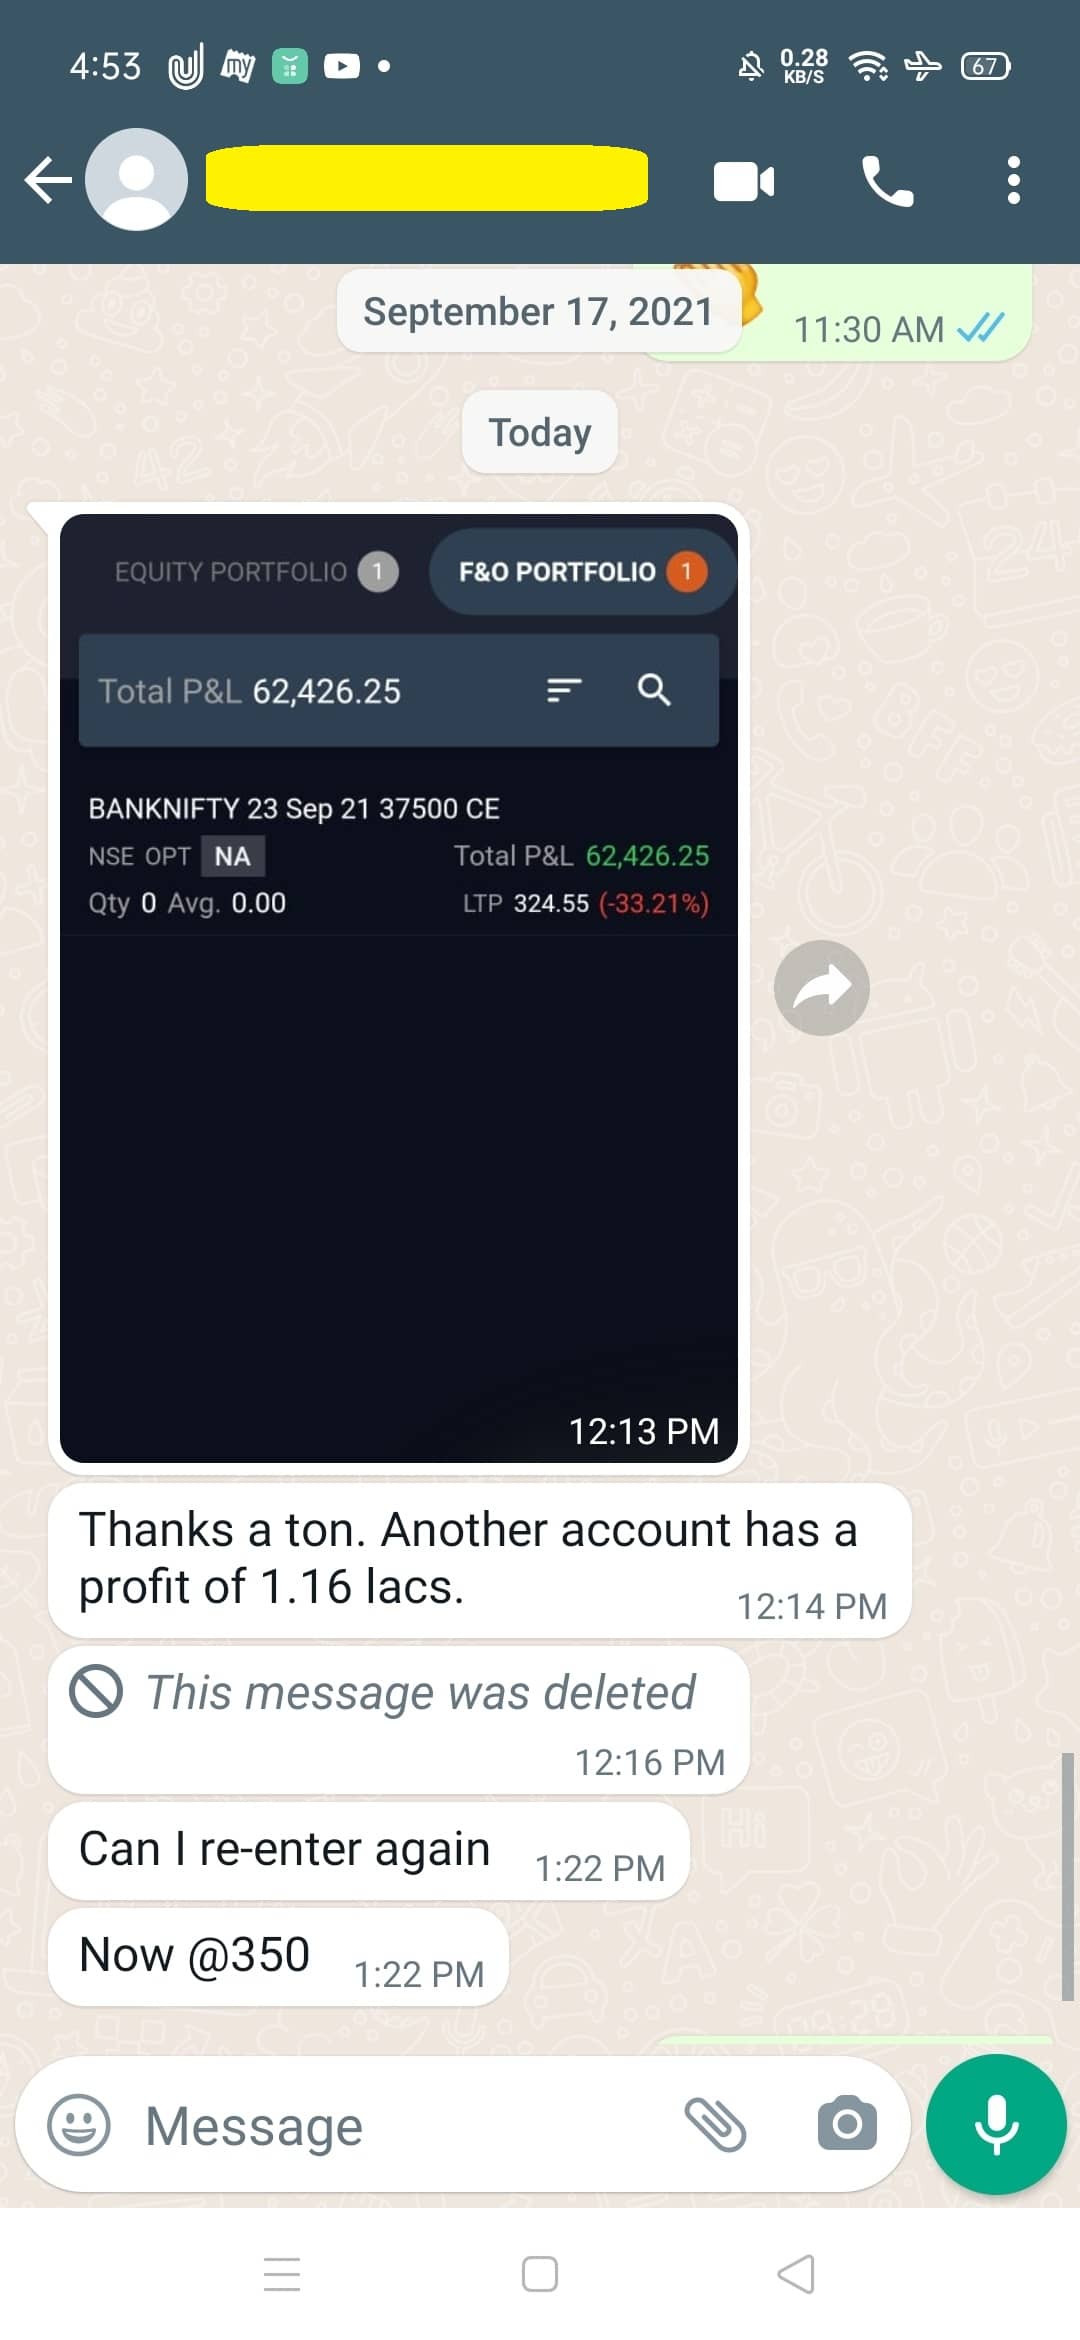 4:53
my
0.28
KB/S
67
September 17, 2021
11:30 AM
Today
EQUITY PORTFOLIO 1
F&O PORTFOLIO 1
Total P&L 62,426.25
BANKNIFTY 23 Sep 21 37500 CE
NSE OPT NA
Total P&L 62,426.25
Qty 0 Avg. 0.00
LTP 324.55 (-33.21%)
12:13 PM
Thanks a ton. Another account has a
profit of 1.16 lacs.
12:14 PM
This message was deleted
12:16 PM
Can I re-enter again
1:22 PM
Now @350
1:22 PM
Message